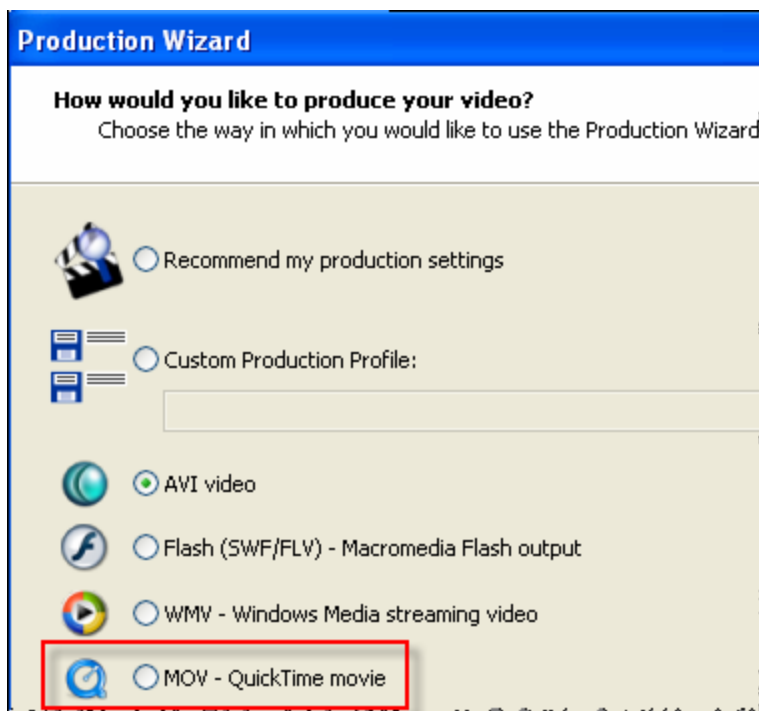 Production Wizard
How would you like to produce your video?
Choose the way in which you would like to use the Production Wizard
Recommend my production settings
Custom Production Profile:
AVI video
Flash (SWF/FLV) - Macromedia Flash output
WMV - Windows Media streaming video
MOV - QuickTime movie